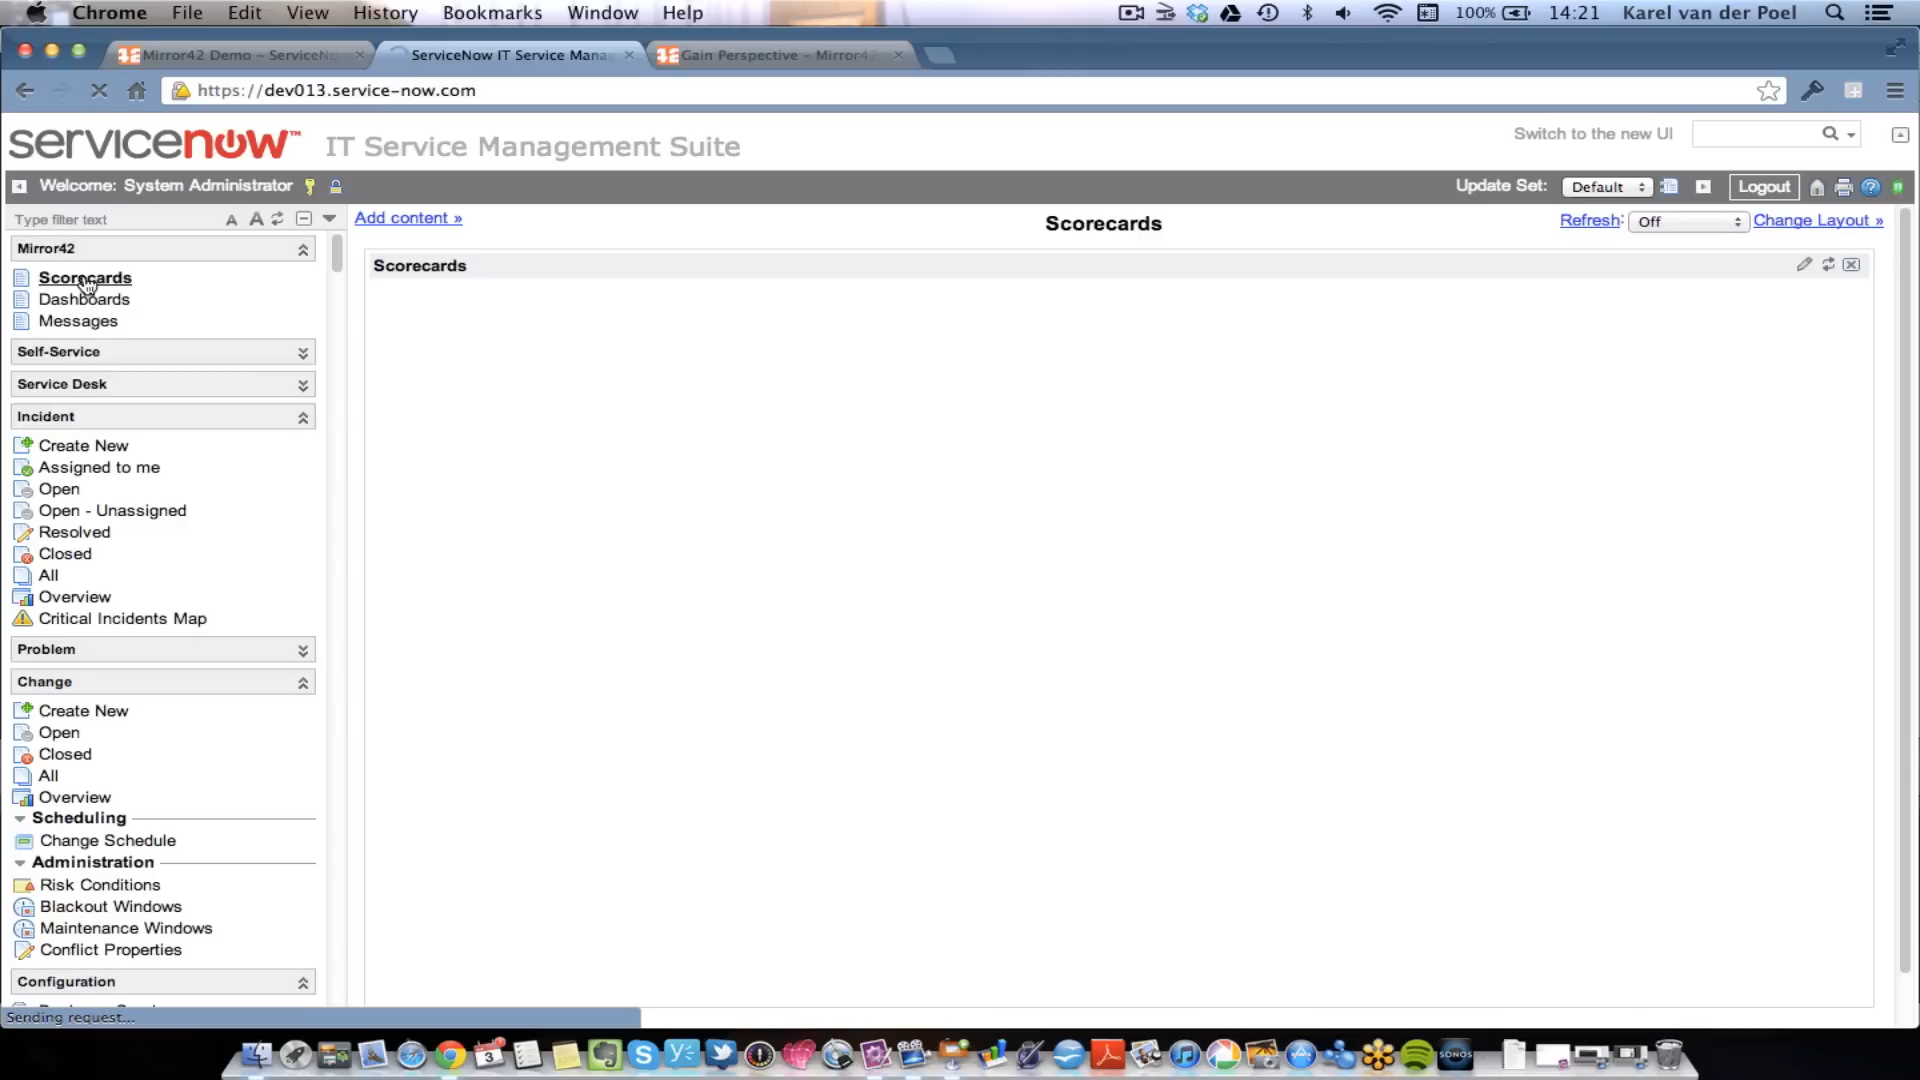 Chrome File Edit View History Bookmarks Window Help 100% 14:21 Karel van der Poel
Mirror42 Demo – ServiceNo
ServiceNow IT Service Mana
Gain Perspective – Mirror42
https://dev013.service-now.com
servicenow™ IT Service Management Suite
Switch to the new UI
Welcome: System Administrator
Update Set: Default Logout
Type filter text A A
Add content »
Scorecards
Refresh: Off Change Layout »
Mirror42
Scorecards
Dashboards
Messages
Self-Service
Service Desk
Incident
Create New
Assigned to me
Open
Open - Unassigned
Resolved
Closed
All
Overview
Critical Incidents Map
Problem
Change
Create New
Open
Closed
All
Overview
Scheduling
Change Schedule
Administration
Risk Conditions
Blackout Windows
Maintenance Windows
Conflict Properties
Configuration
Scorecards
Sending request...
3
SONOS